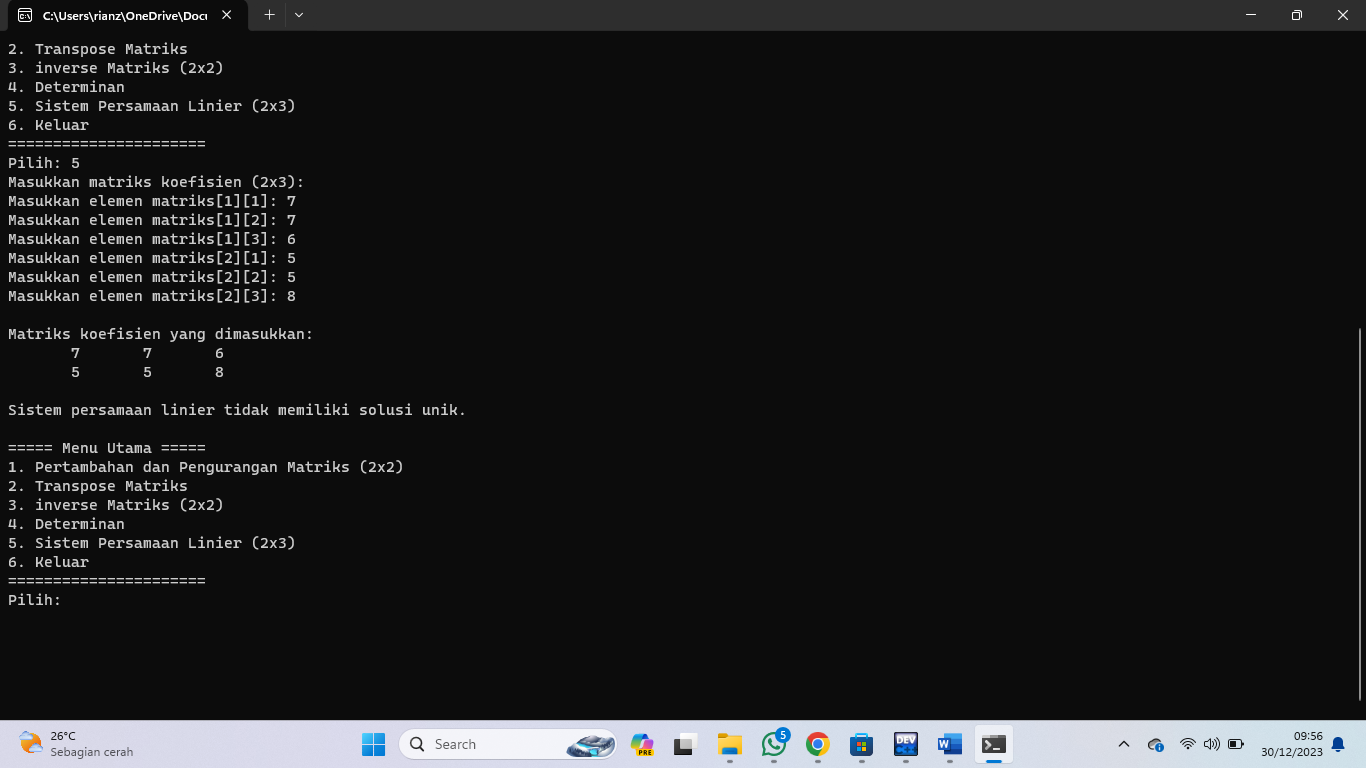 C:\Users\rianz\OneDrive\Docu
2. Transpose Matriks
3. inverse Matriks (2x2)
4. Determinan
5. Sistem Persamaan Linier (2x3)
6. Keluar
======================
Pilih: 5
Masukkan matriks koefisien (2x3):
Masukkan elemen matriks[1][1]: 7
Masukkan elemen matriks[1][2]: 7
Masukkan elemen matriks[1][3]: 6
Masukkan elemen matriks[2][1]: 5
Masukkan elemen matriks[2][2]: 5
Masukkan elemen matriks[2][3]: 8
Matriks koefisien yang dimasukkan:
7 7 6
5 5 8
Sistem persamaan linier tidak memiliki solusi unik.
===== Menu Utama =====
1. Pertambahan dan Pengurangan Matriks (2x2)
2. Transpose Matriks
3. inverse Matriks (2x2)
4. Determinan
5. Sistem Persamaan Linier (2x3)
6. Keluar
======================
Pilih:
26°C
Sebagian cerah
Search
PRE
5
DEV
W
09:56
30/12/2023